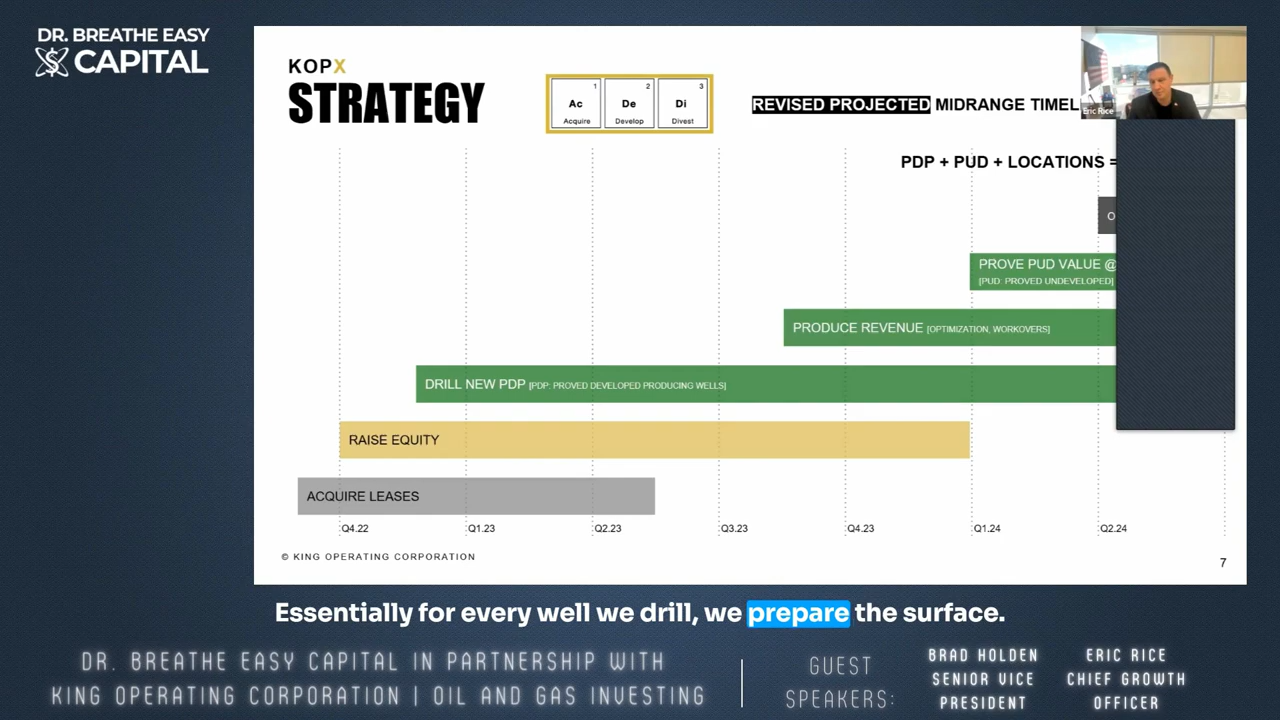 DR. BREATHE EASY
CAPITAL
KOPX
STRATEGY
1
Ac
Acquire
2
De
Develop
3
Di
Divest
REVISED PROJECTED MIDRANGE
Eric Rice
PDP + PUD + LOCATIONS =
PROVE PUD VALUE @
[PUD: PROVED UNDEVELOPED]
PRODUCE REVENUE [OPTIMIZATION, WORKOVERS]
DRILL NEW PDP [PDP: PROVED DEVELOPED PRODUCING WELLS]
RAISE EQUITY
ACQUIRE LEASES
Q4.22 Q1.23 Q2.23 Q3.23 Q4.23 Q1.24 Q2.24
© KING OPERATING CORPORATION
7
Essentially for every well we drill, we prepare the surface.
DR. BREATHE EASY CAPITAL IN PARTNERSHIP WITH
KING OPERATING CORPORATION | OIL AND GAS INVESTING
GUEST
SPEAKERS:
BRAD HOLDEN
SENIOR VICE
PRESIDENT
ERIC RICE
CHIEF GROWTH
OFFICER